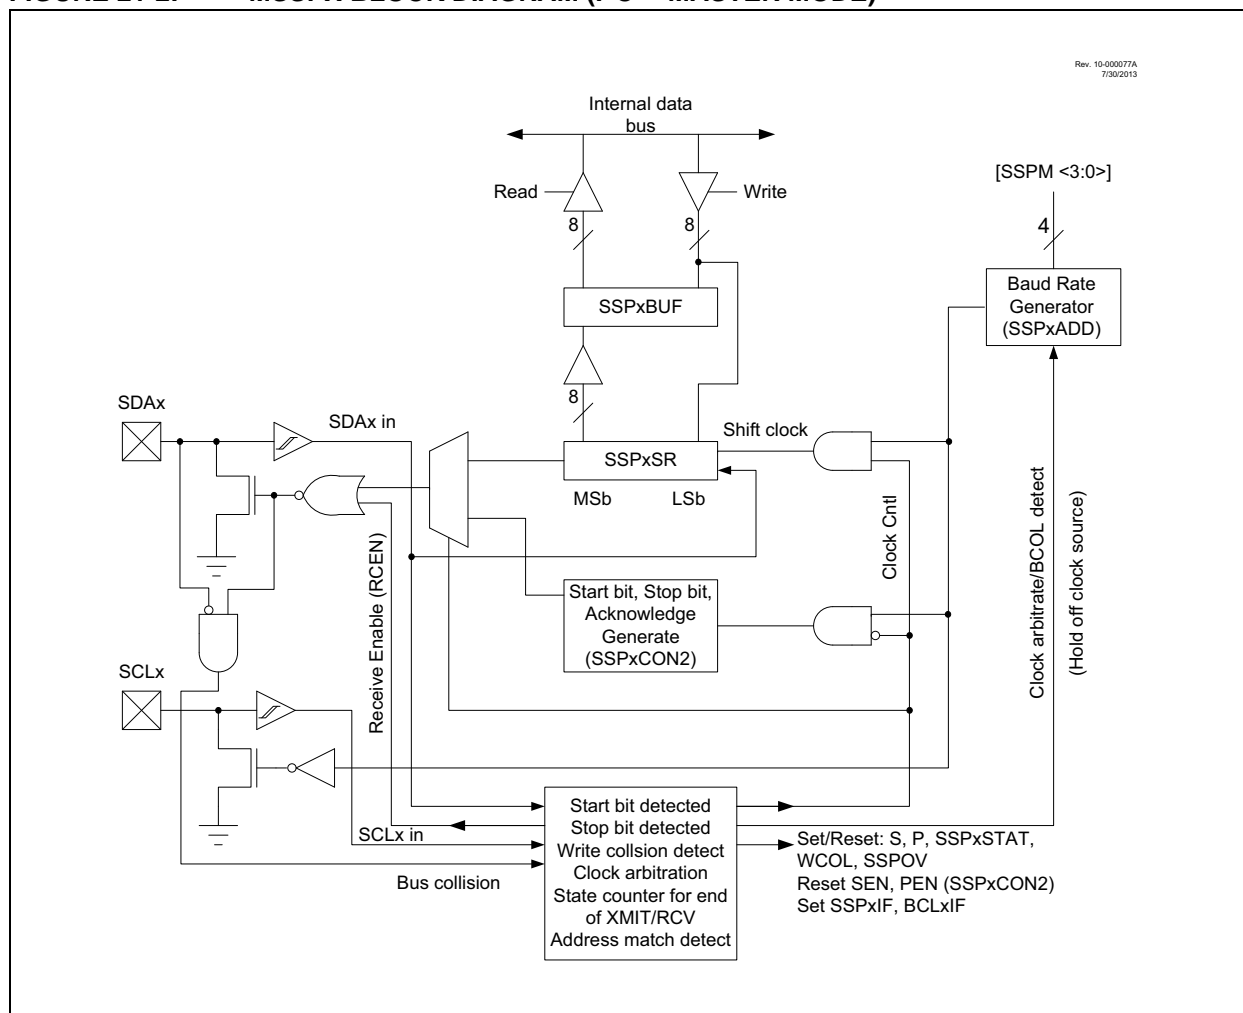 Rev. 10-000077A
7/30/2013
Internal data
bus
[SSPM <3:0>]
Read
Write
8
8
4
Baud Rate
Generator
(SSPxADD)
SSPxBUF
8
SDAx
SDAx in
Shift clock
SSPxSR
MSb
LSb
Clock Cntl
Clock arbitrate/BCOL detect
(Hold off clock source)
Receive Enable (RCEN)
Start bit, Stop bit,
Acknowledge
Generate
(SSPxCON2)
SCLx
Start bit detected
Stop bit detected
Write collsion detect
Clock arbitration
State counter for end
of XMIT/RCV
Address match detect
SCLx in
Bus collision
Set/Reset: S, P, SSPxSTAT,
WCOL, SSPOV
Reset SEN, PEN (SSPxCON2)
Set SSPxIF, BCLxIF